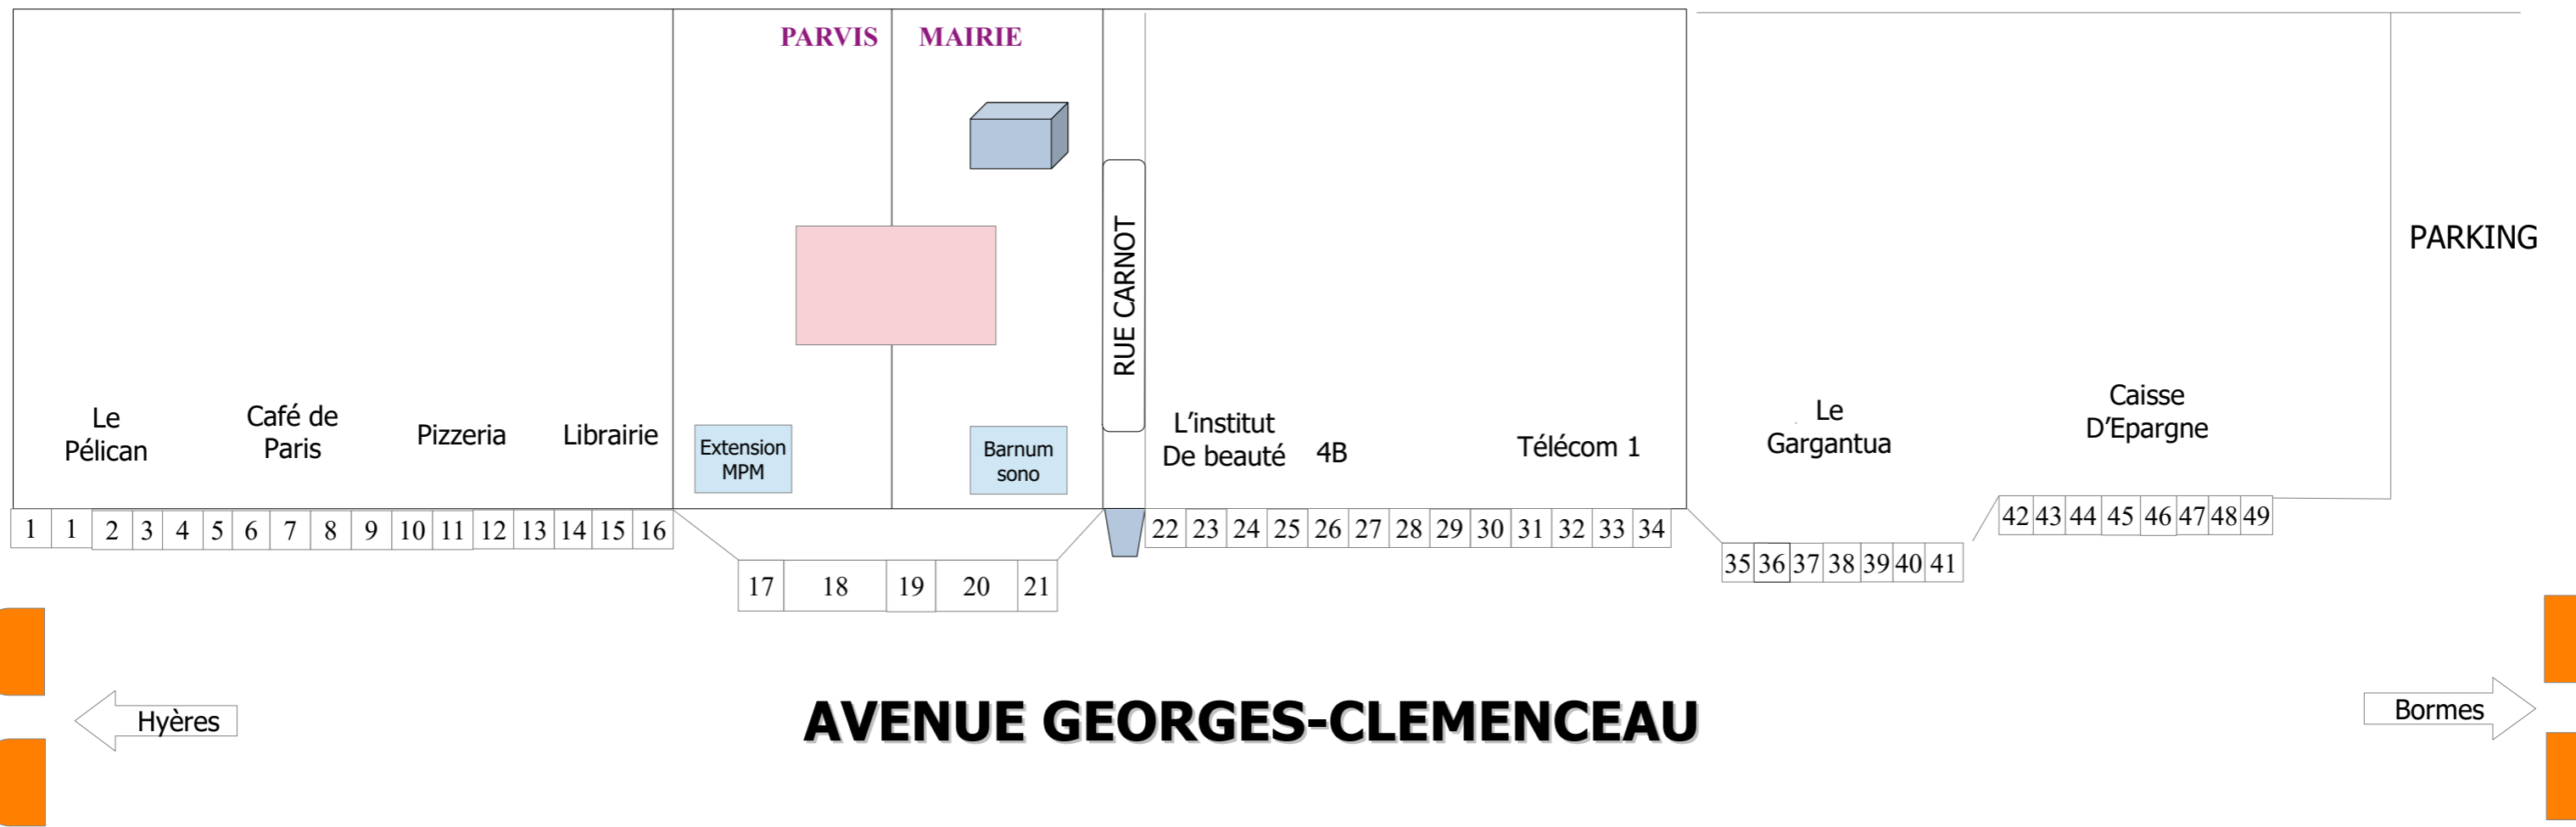 PARVIS MAIRIE
RUE CARNOT
PARKING
Le
Pélican
Café de
Paris
Pizzeria
Librairie
Extension
MPM
Barnum
sono
L’institut
De beauté
4B
Télécom 1
Le
Gargantua
Caisse
D’Epargne
1 1 2 3 4 5 6 7 8 9 10 11 12 13 14 15 16
17 18 19 20 21
22 23 24 25 26 27 28 29 30 31 32 33 34
35 36 37 38 39 40 41
42 43 44 45 46 47 48 49
Hyères
AVENUE GEORGES-CLEMENCEAU
Bormes